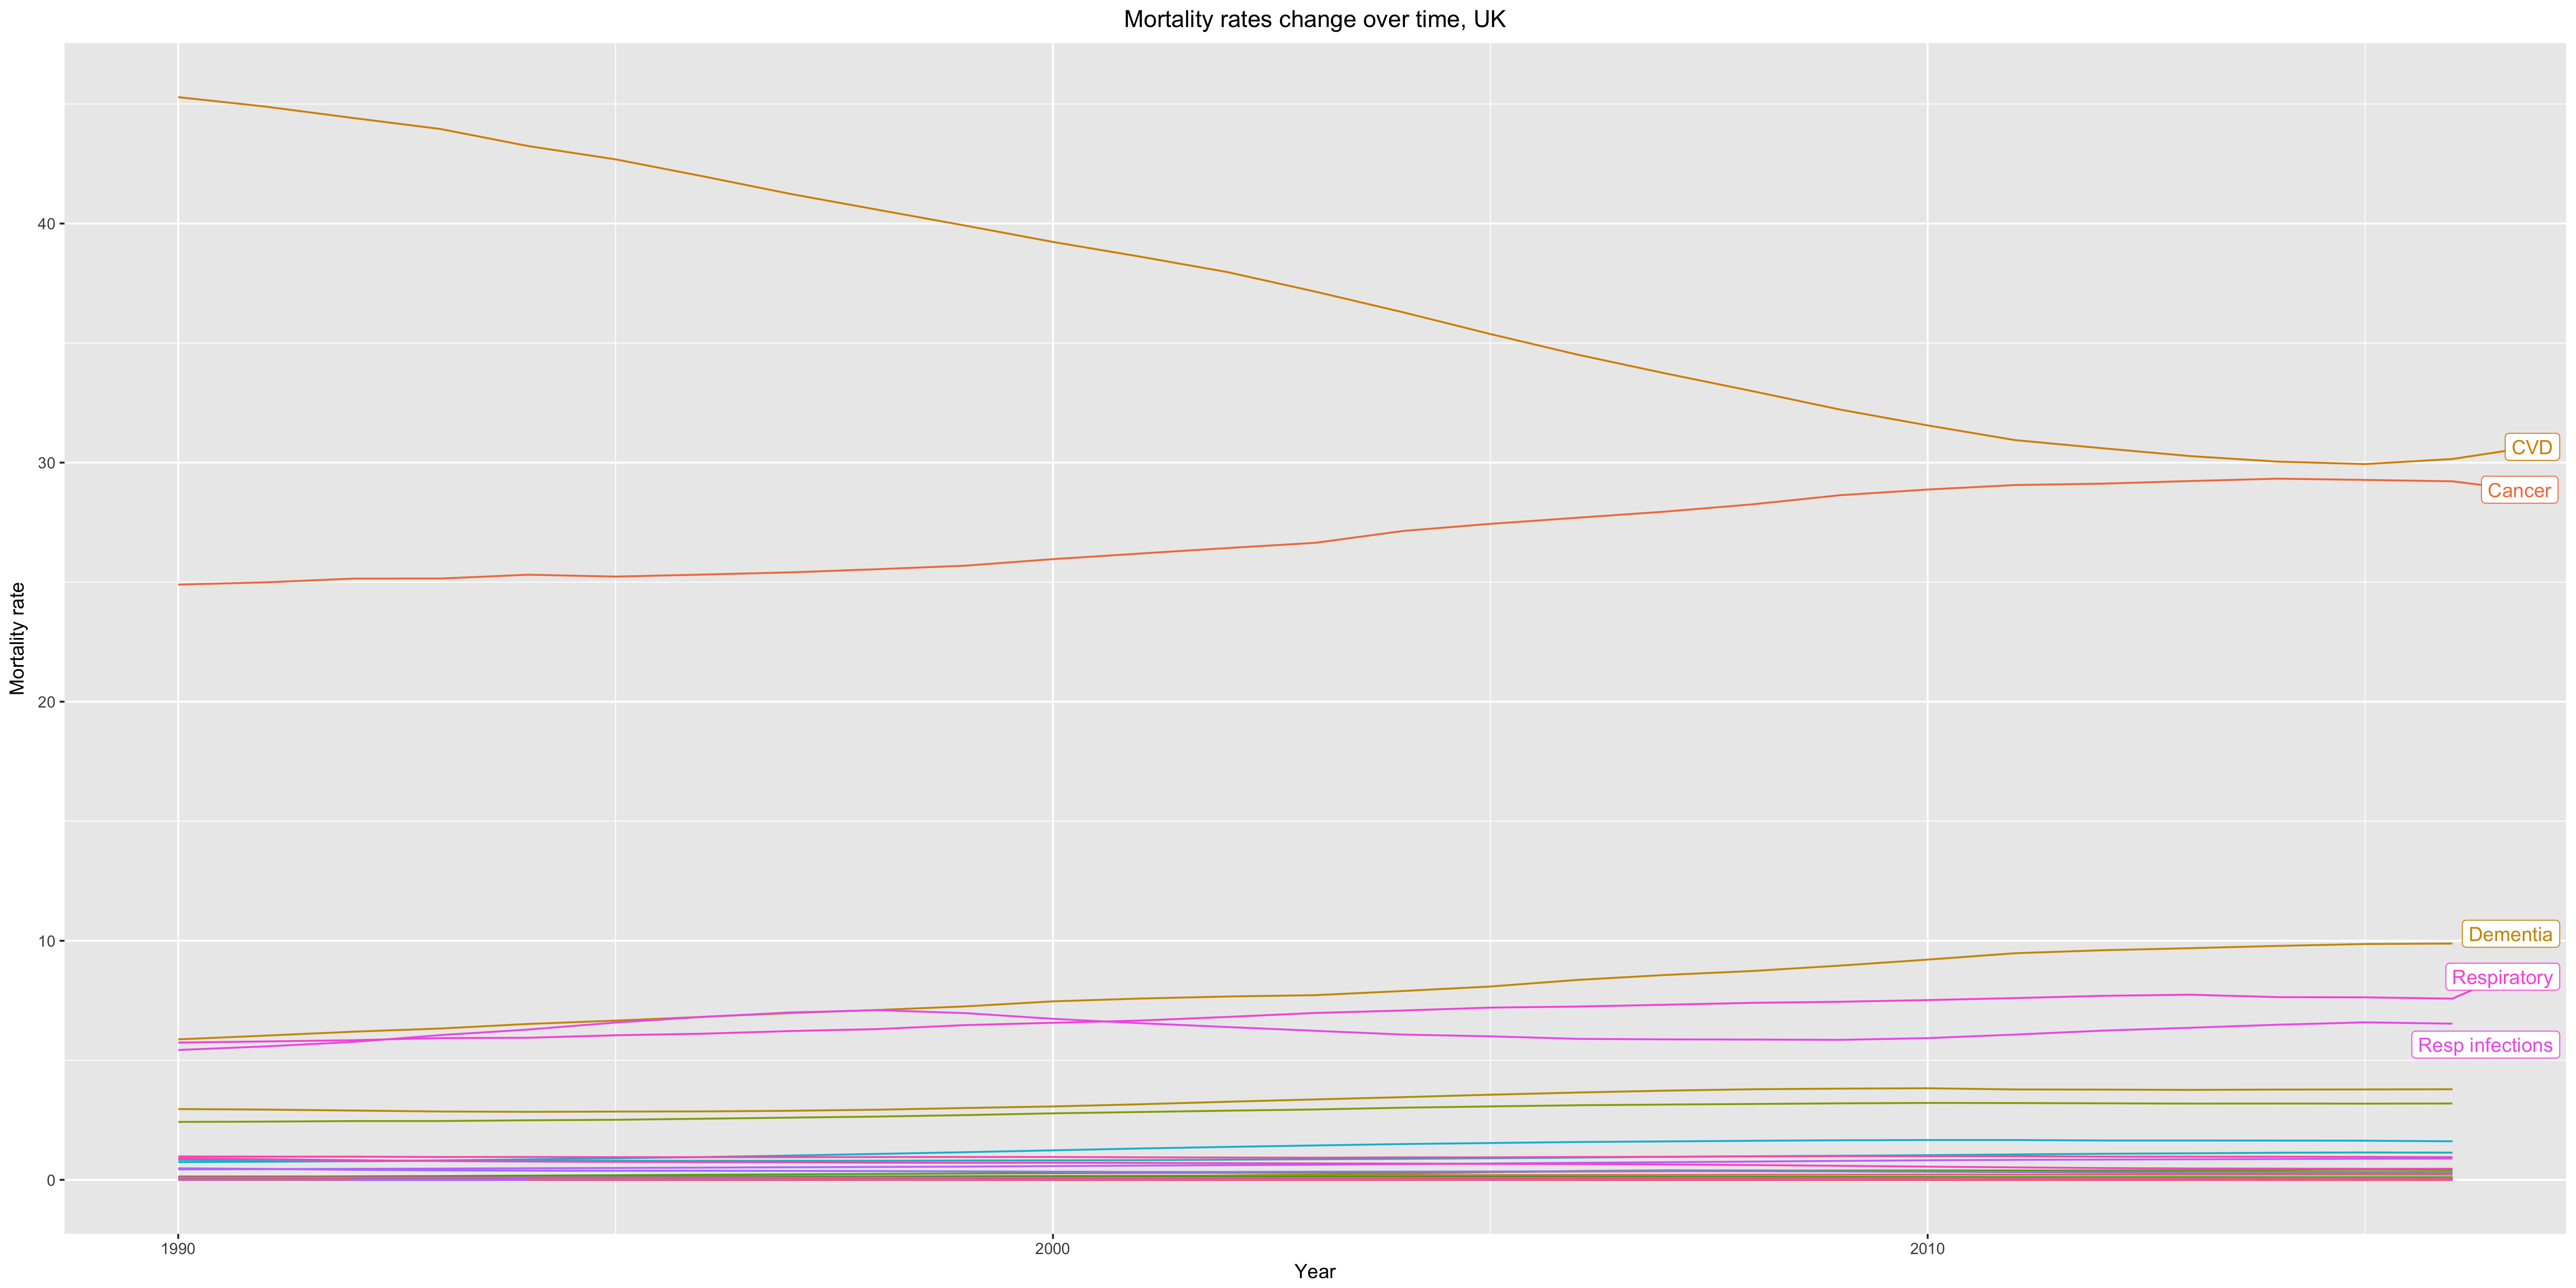 Mortality rates change over time, UK
Mortality rate
40
30
20
10
0
CVD
Cancer
Dementia
Respiratory
Resp infections
1990
2000
2010
Year